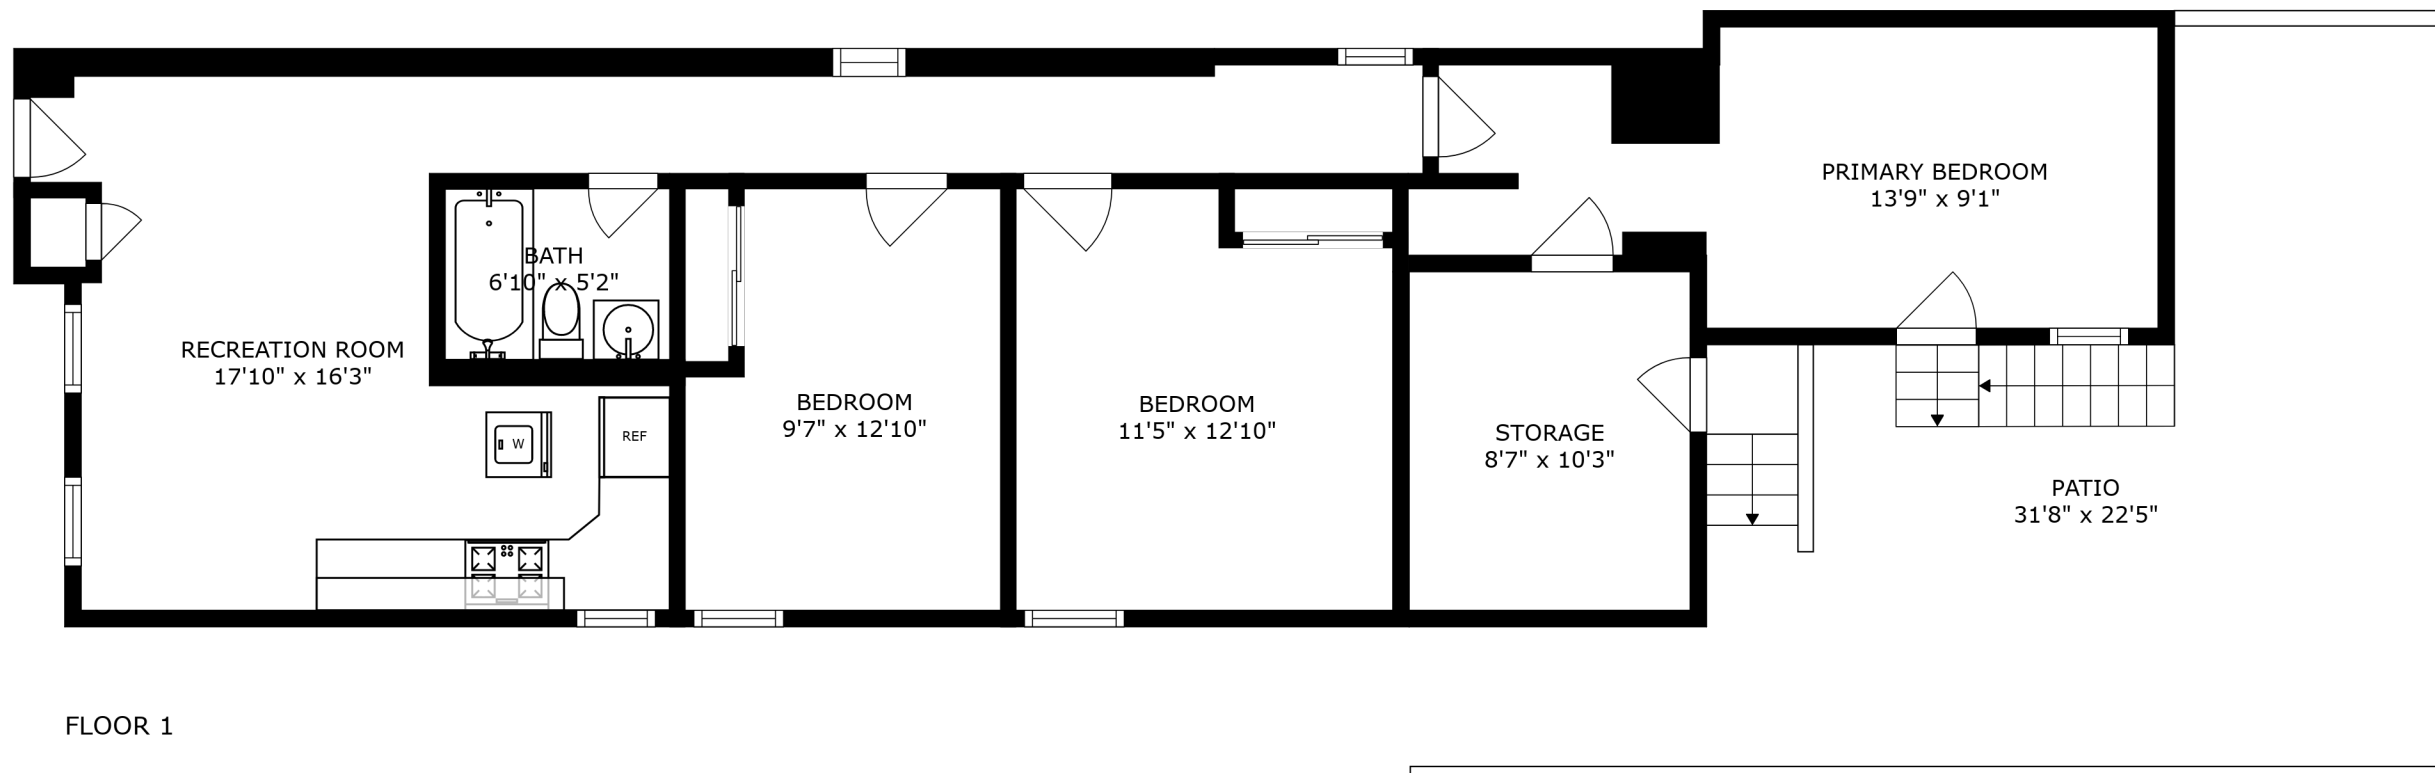 PRIMARY BEDROOM
13'9" x 9'1"
BATH
6'10" x 5'2"
RECREATION ROOM
17'10" x 16'3"
BEDROOM
9'7" x 12'10"
BEDROOM
11'5" x 12'10"
W
REF
STORAGE
8'7" x 10'3"
PATIO
31'8" x 22'5"
FLOOR 1